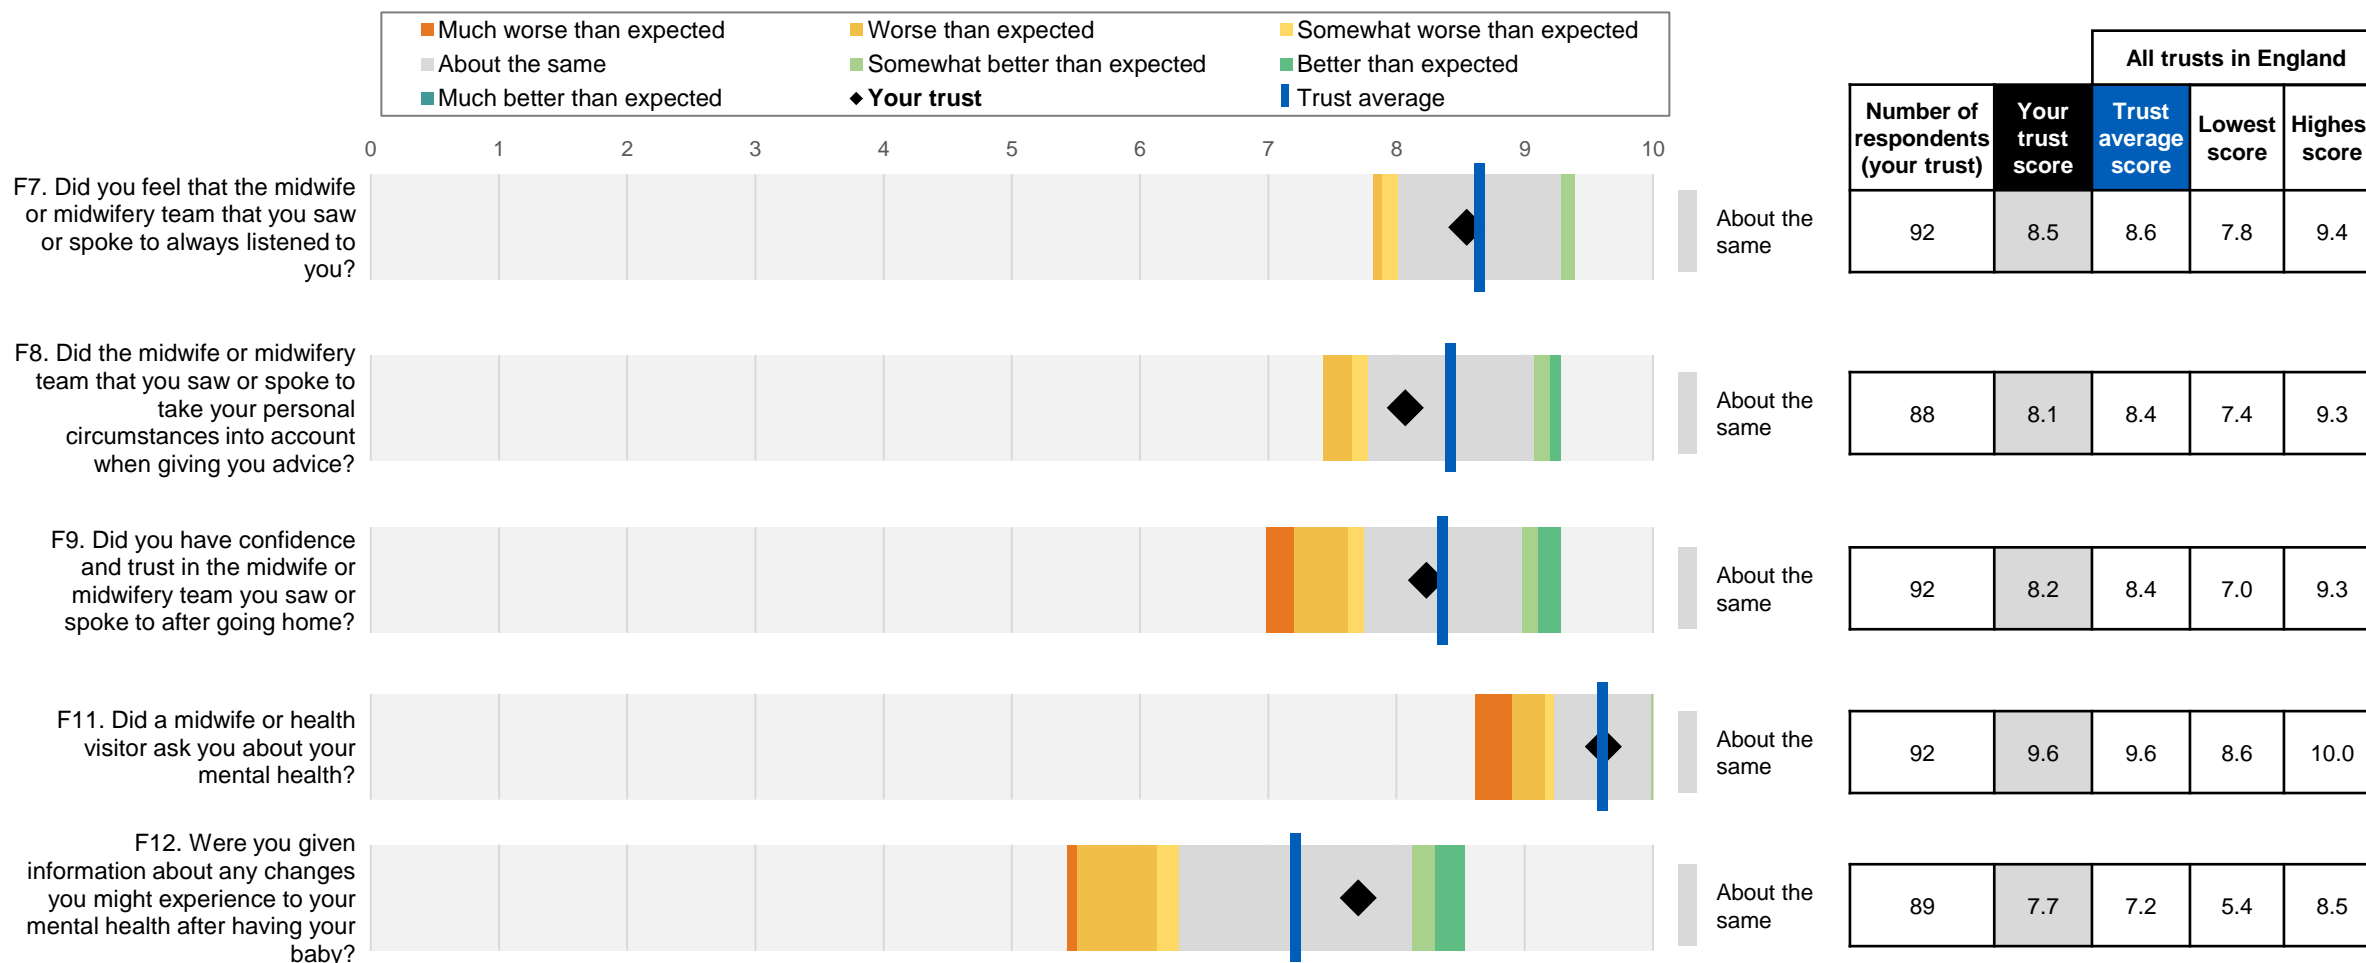 Much worse than expected
Worse than expected
Somewhat worse than expected
About the same
Somewhat better than expected
Better than expected
Much better than expected
Your trust
Trust average
All trusts in England
Number of
respondents
(your trust)
Your
trust
score
Trust
average
score
Lowest
score
Highes
score
0 1 2 3 4 5 6 7 8 9 10
F7. Did you feel that the midwife
or midwifery team that you saw
or spoke to always listened to
you?
About the
same
92 8.5 8.6 7.8 9.4
F8. Did the midwife or midwifery
team that you saw or spoke to
take your personal
circumstances into account
when giving you advice?
About the
same
88 8.1 8.4 7.4 9.3
F9. Did you have confidence
and trust in the midwife or
midwifery team you saw or
spoke to after going home?
About the
same
92 8.2 8.4 7.0 9.3
F11. Did a midwife or health
visitor ask you about your
mental health?
About the
same
92 9.6 9.6 8.6 10.0
F12. Were you given
information about any changes
you might experience to your
mental health after having your
baby?
About the
same
89 7.7 7.2 5.4 8.5